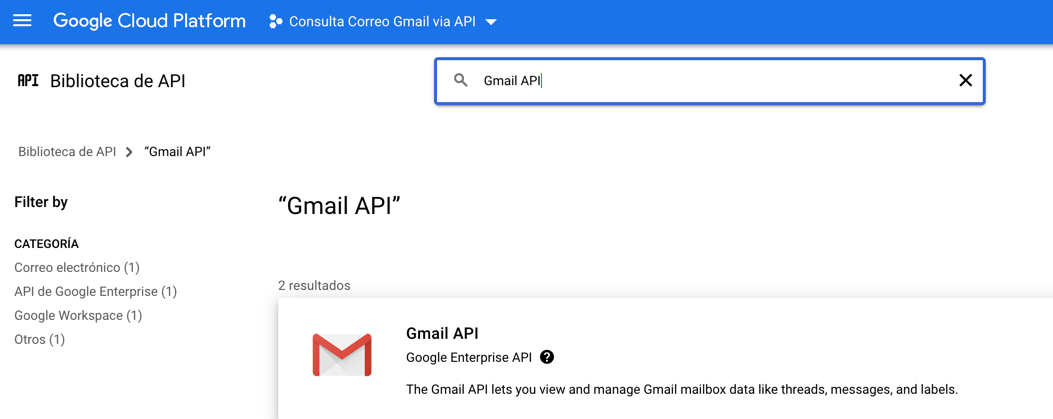 Google Cloud Platform
Consulta Correo Gmail via API
API Biblioteca de API
Gmail API
Biblioteca de API
“Gmail API”
Filter by
“Gmail API”
CATEGORÍA
Correo electrónico (1)
API de Google Enterprise (1)
Google Workspace (1)
Otros (1)
2 resultados
Gmail API
Google Enterprise API ?
The Gmail API lets you view and manage Gmail mailbox data like threads, messages, and labels.